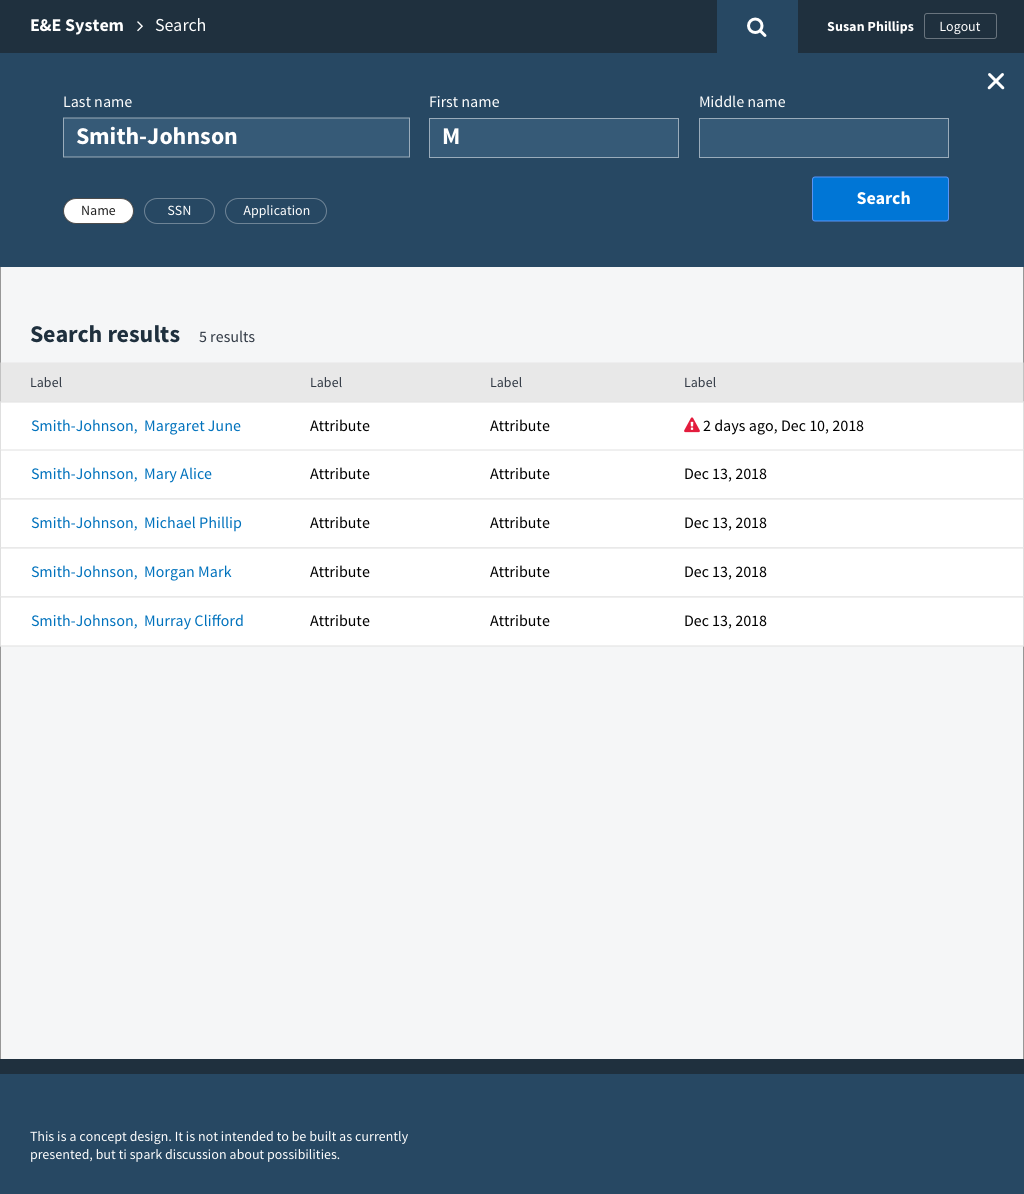 E&E System > Search
Susan Phillips Logout
Last name First name Middle name
Smith-Johnson M
Name SSN Application Search
Search results 5 results
Label Label Label Label
Smith-Johnson, Margaret June Attribute Attribute 2 days ago, Dec 10, 2018
Smith-Johnson, Mary Alice Attribute Attribute Dec 13, 2018
Smith-Johnson, Michael Phillip Attribute Attribute Dec 13, 2018
Smith-Johnson, Morgan Mark Attribute Attribute Dec 13, 2018
Smith-Johnson, Murray Clifford Attribute Attribute Dec 13, 2018
This is a concept design. It is not intended to be built as currently
presented, but ti spark discussion about possibilities.